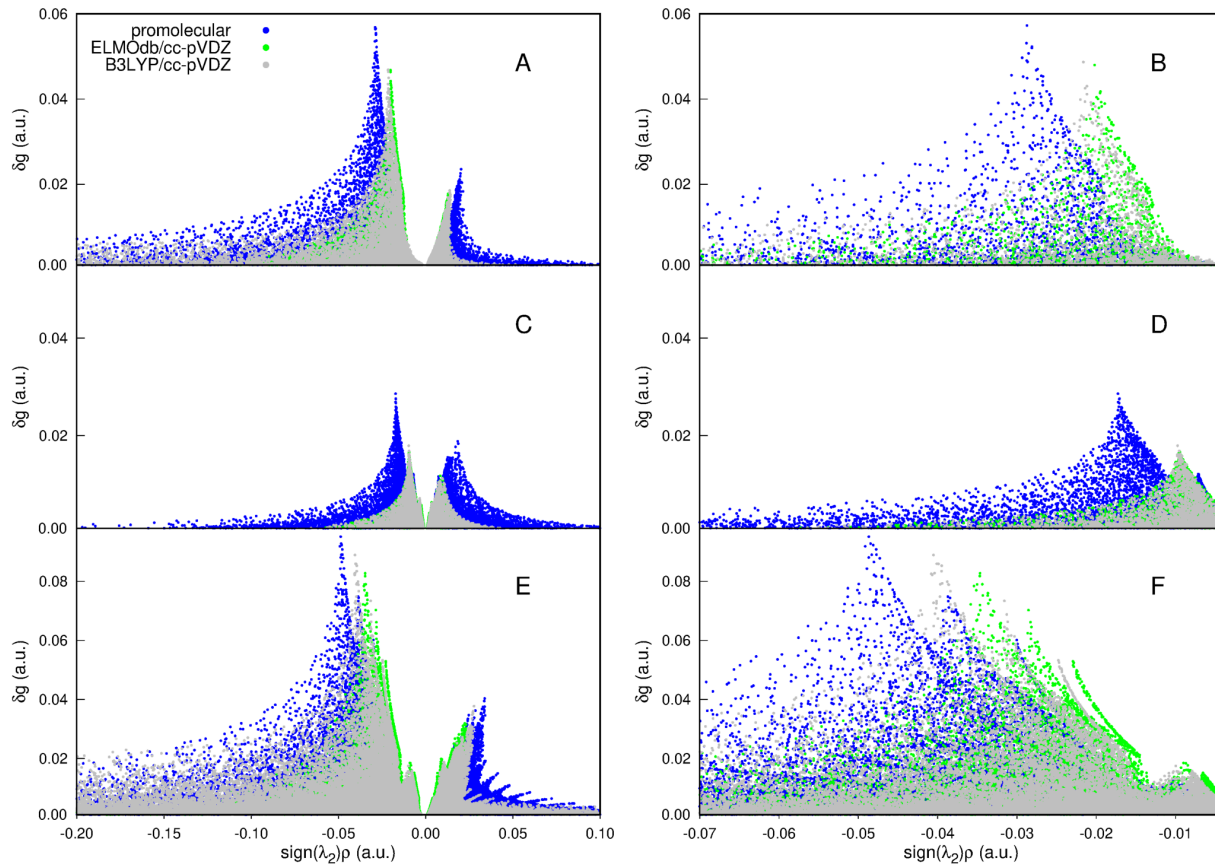 promolecular
ELMOdb/cc-pVDZ
B3LYP/cc-pVDZ
A
0.06
0.04
0.02
0.00
δg (a.u.)
B
0.06
0.04
0.02
0.00
δg (a.u.)
C
0.04
0.02
0.00
δg (a.u.)
D
0.04
0.02
0.00
δg (a.u.)
E
0.08
0.06
0.04
0.02
0.00
δg (a.u.)
-0.20 -0.15 -0.10 -0.05 0.00 0.05 0.10
sign(λ₂)ρ (a.u.)
F
0.08
0.06
0.04
0.02
0.00
δg (a.u.)
-0.07 -0.06 -0.05 -0.04 -0.03 -0.02 -0.01
sign(λ₂)ρ (a.u.)